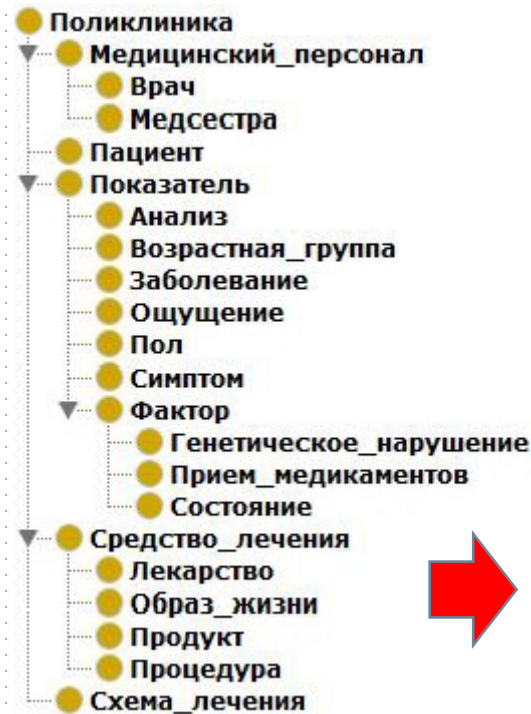 Поликлиника
Медицинский_персонал
Врач
Медсестра
Пациент
Показатель
Анализ
Возрастная_группа
Заболевание
Ощущение
Пол
Симптом
Фактор
Генетическое_нарушение
Прием_медикаментов
Состояние
Средство_лечения
Лекарство
Образ_жизни
Продукт
Процедура
Схема_лечения